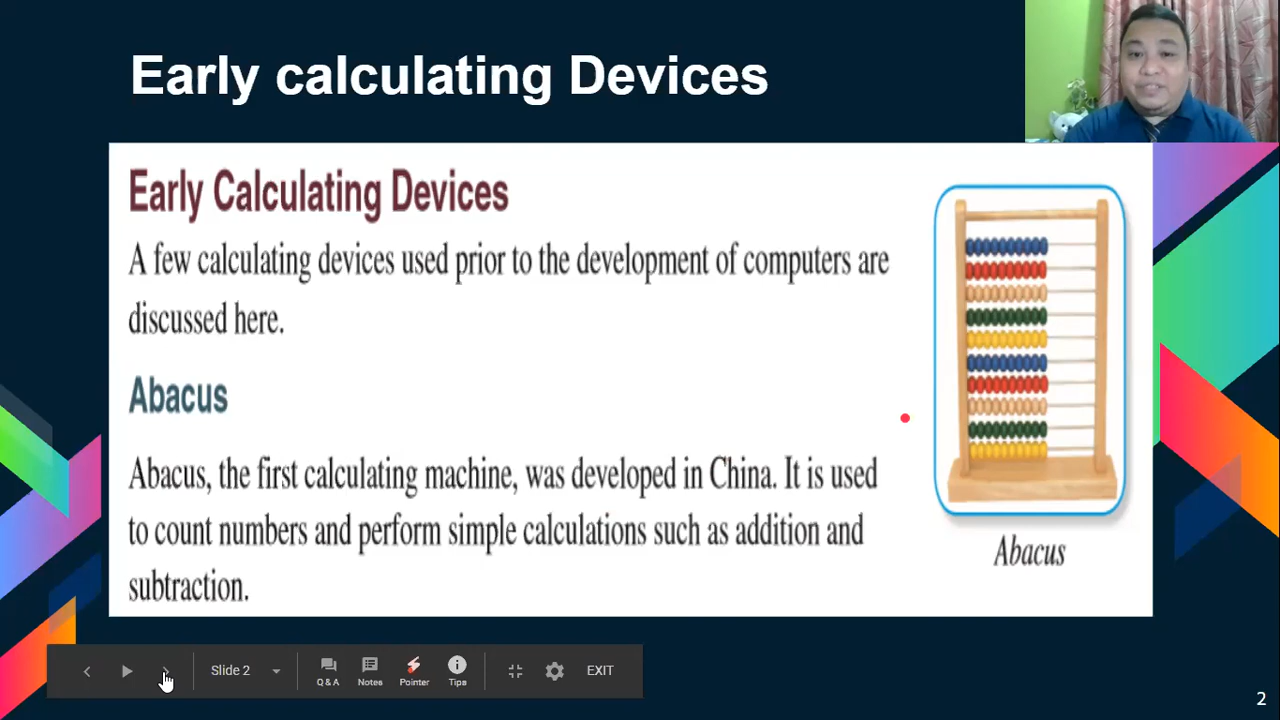 Early calculating Devices
Early Calculating Devices
A few calculating devices used prior to the development of computers are
discussed here.
Abacus
Abacus, the first calculating machine, was developed in China. It is used
to count numbers and perform simple calculations such as addition and
subtraction.
Abacus
Slide 2
Q & A
Notes
Pointer
Tips
EXIT
2